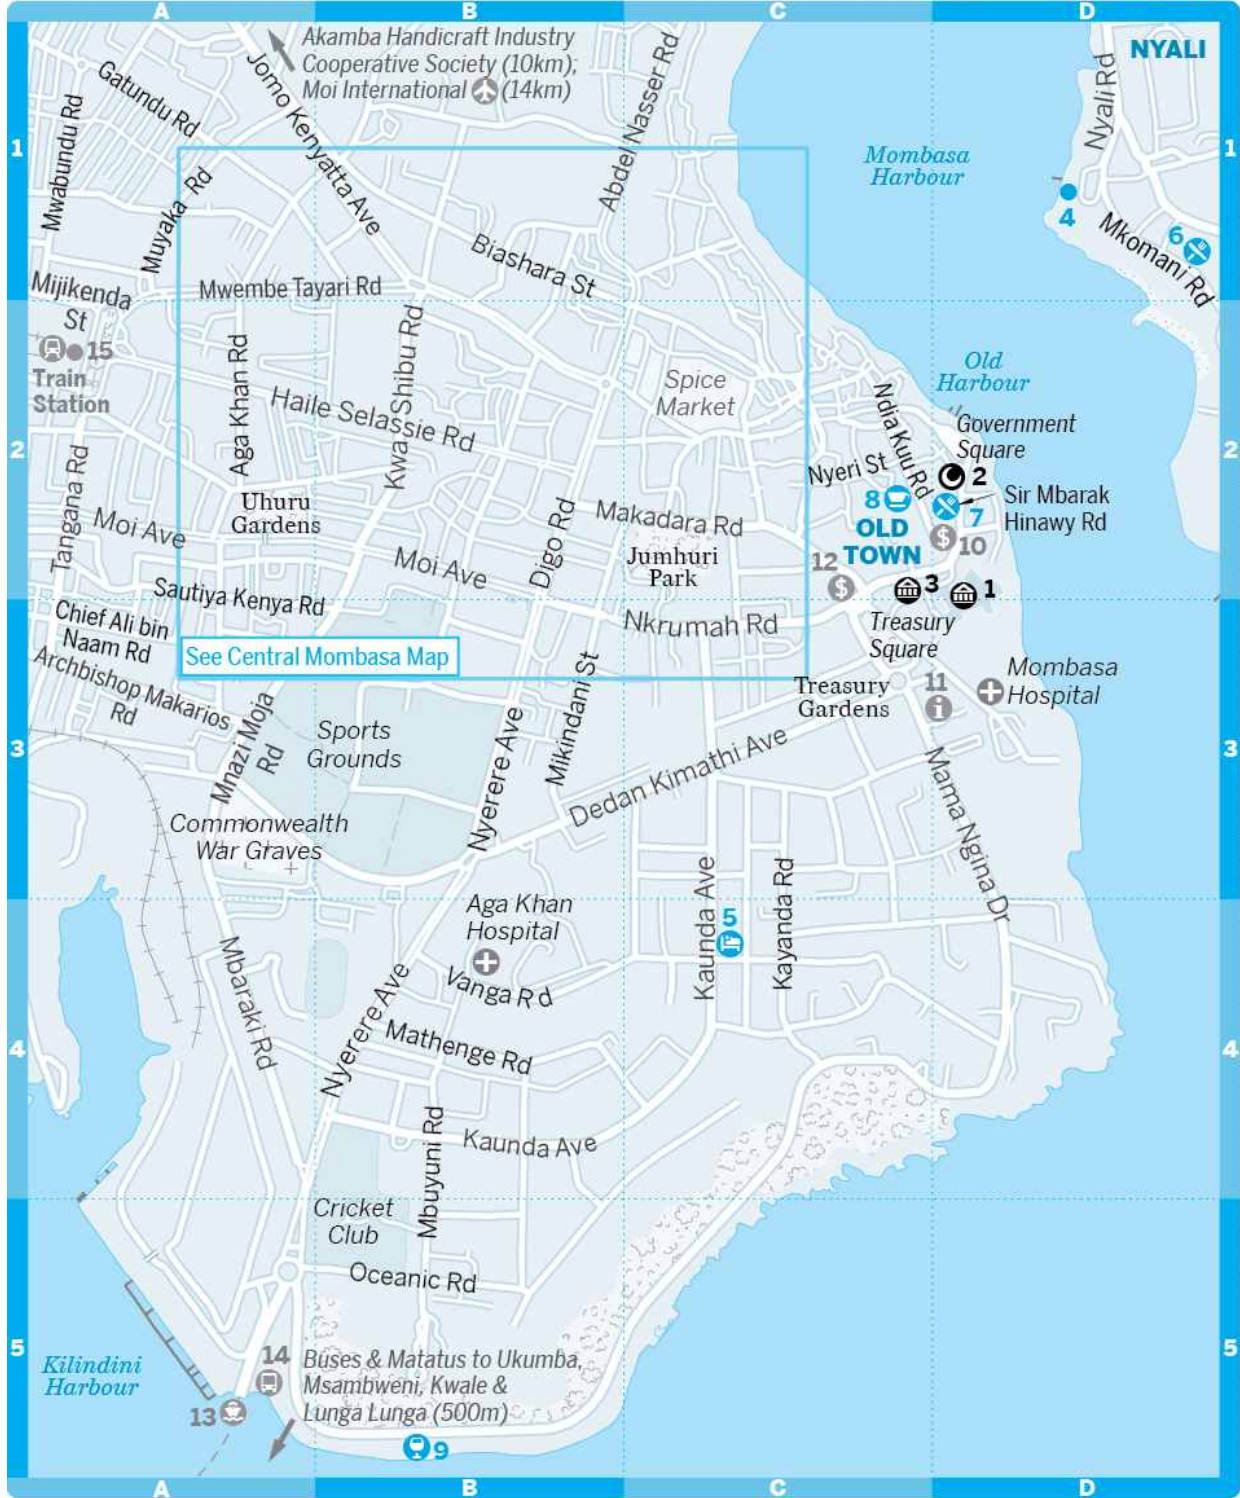 A
B
C
D
Akamba Handicraft Industry
Cooperative Society (10km);
Moi International (14km)
NYALI
Gatundu Rd
Jomo Kenyatta Ave
Abdel Nasser Rd
Nyali Rd
Mwabundu Rd
1
1
Mombasa
Harbour
Muyaka Rd
4
Mkomani Rd
6
Biashara St
Mijikenda
St
Mwembe Tayari Rd
15
Train
Station
Aga Khan Rd
Kwa Shibu Rd
Haile Selassie Rd
Spice
Market
Old
Harbour
Ndia Kuu Rd
Government
Square
2
2
Nyeri St
2
8
OLD
TOWN
7
Sir Mbarak
Hinawy Rd
10
Tangana Rd
Uhuru
Gardens
Moi Ave
Digo Rd
Makadara Rd
Jumhuri
Park
Moi Ave
12
3
1
Sautiya Kenya Rd
Chief Ali bin
Naam Rd
Nkrumah Rd
Treasury
Square
See Central Mombasa Map
Archbishop Makarios
Rd
Mikindani St
Mombasa
Hospital
11
Treasury
Gardens
Mnazi Moja
Rd
Sports
Grounds
Nyerere Ave
Dedan Kimathi Ave
3
3
Mama Ngina Dr
Commonwealth
War Graves
Kaunda Ave
Kayanda Rd
5
Aga Khan
Hospital
Mbaraki Rd
Nyerere Ave
Vanga Rd
Mathenge Rd
4
4
Mbuyuni Rd
Kaunda Ave
Cricket
Club
Oceanic Rd
5
5
Kilindini
Harbour
14
Buses & Matatus to Ukumba,
Msambweni, Kwale &
Lunga Lunga (500m)
13
9
A
B
C
D